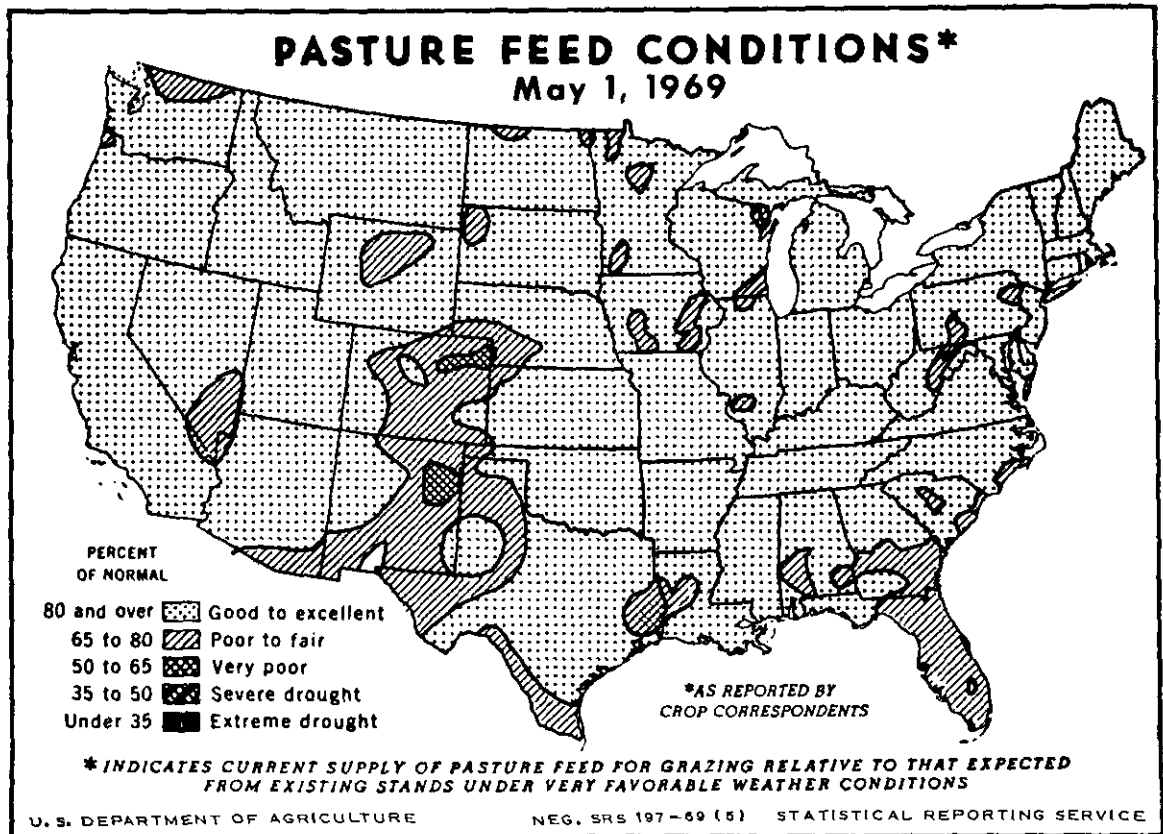 PASTURE FEED CONDITIONS*
May 1, 1969
PERCENT
OF NORMAL
80 and over Good to excellent
65 to 80 Poor to fair
50 to 65 Very poor
35 to 50 Severe drought
Under 35 Extreme drought
*AS REPORTED BY
CROP CORRESPONDENTS
* INDICATES CURRENT SUPPLY OF PASTURE FEED FOR GRAZING RELATIVE TO THAT EXPECTED
FROM EXISTING STANDS UNDER VERY FAVORABLE WEATHER CONDITIONS
U. S. DEPARTMENT OF AGRICULTURE NEG. SRS 197-69 (5) STATISTICAL REPORTING SERVICE